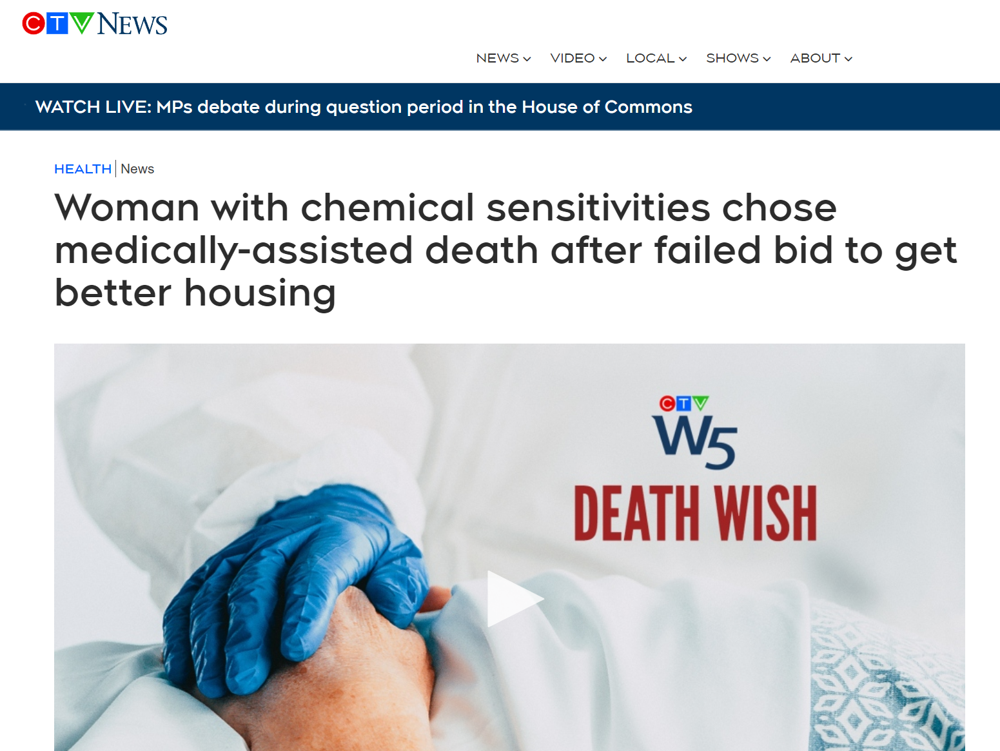 CTV NEWS
NEWS VIDEO LOCAL SHOWS ABOUT
WATCH LIVE: MPs debate during question period in the House of Commons
HEALTH News
Woman with chemical sensitivities chose
medically-assisted death after failed bid to get
better housing
CTV
W5
DEATH WISH